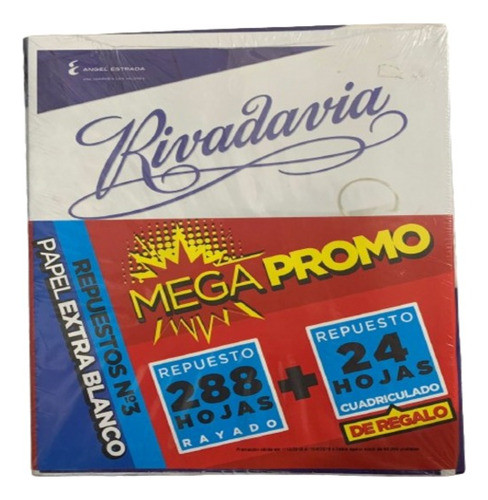 ANGEL ESTRADA
Rivadavia
REPUESTOS Nº3
PAPEL EXTRA BLANCO
MEGA PROMO
REPUESTO
288
HOJAS
RAYADO
+
REPUESTO
24
HOJAS
CUADRICULADO
DE REGALO